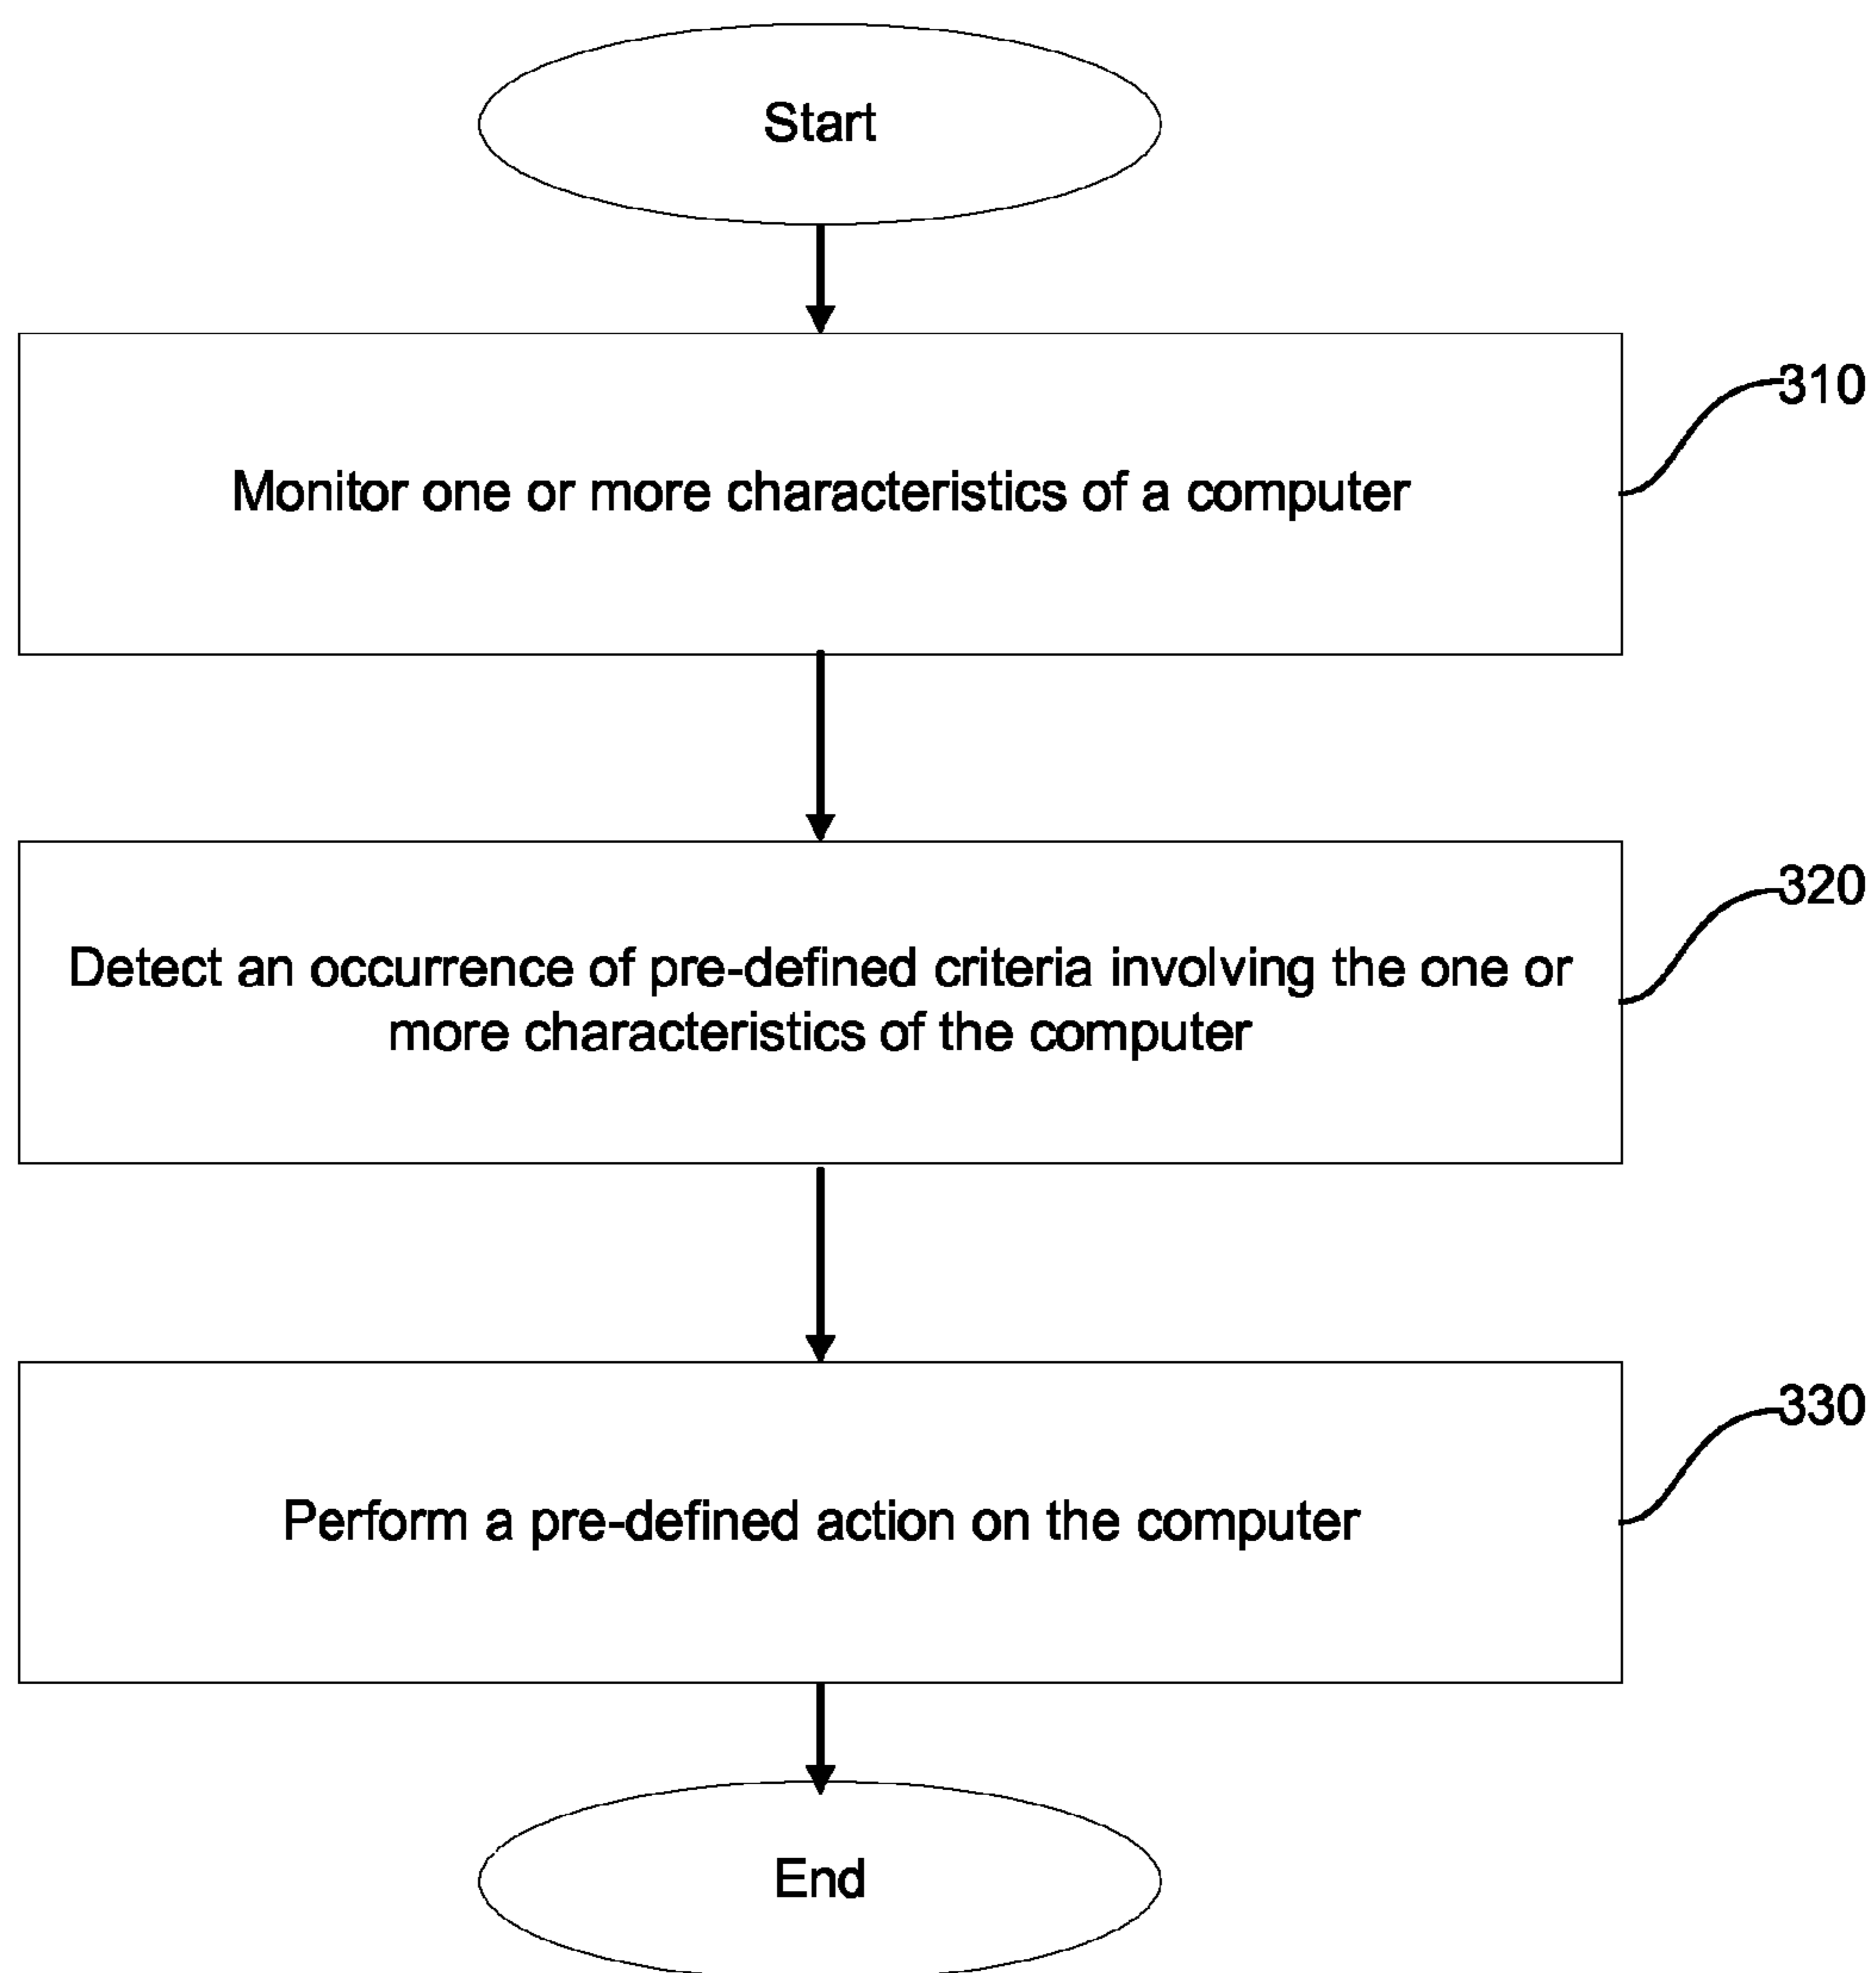 Start
310
Monitor one or more characteristics of a computer
320
Detect an occurrence of pre-defined criteria involving the one or
more characteristics of the computer
330
Perform a pre-defined action on the computer
End